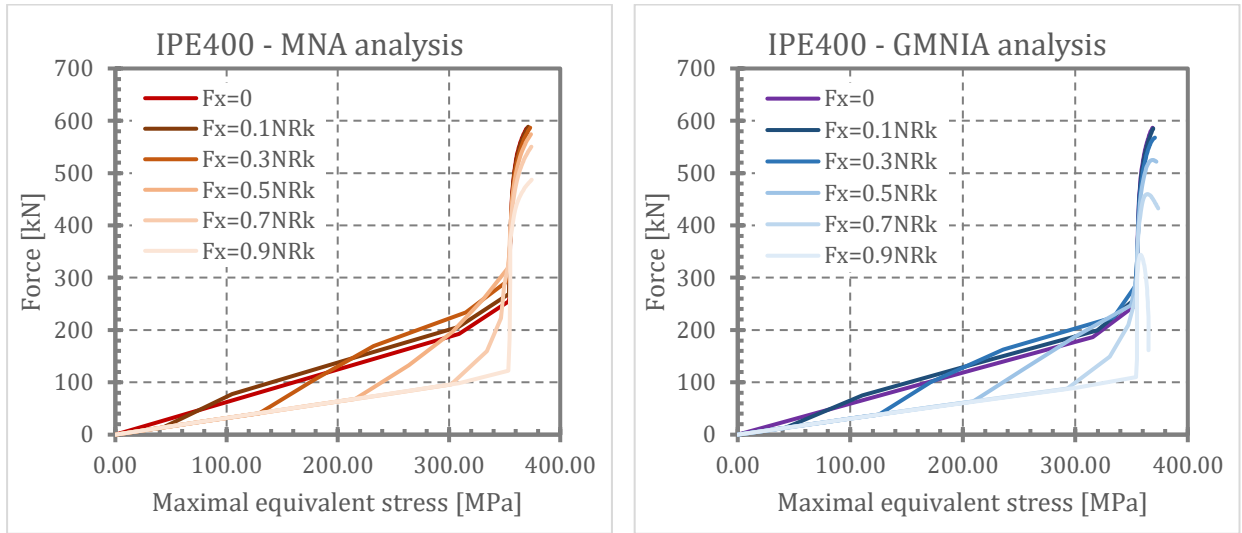 IPE400 - MNA analysis
700
600
500
400
300
200
100
0
Force [kN]
Fx=0
Fx=0.1NRk
Fx=0.3NRk
Fx=0.5NRk
Fx=0.7NRk
Fx=0.9NRk
0.00 100.00 200.00 300.00 400.00
Maximal equivalent stress [MPa]
IPE400 - GMNIA analysis
700
600
500
400
300
200
100
0
Force [kN]
Fx=0
Fx=0.1NRk
Fx=0.3NRk
Fx=0.5NRk
Fx=0.7NRk
Fx=0.9NRk
0.00 100.00 200.00 300.00 400.00
Maximal equivalent stress [MPa]